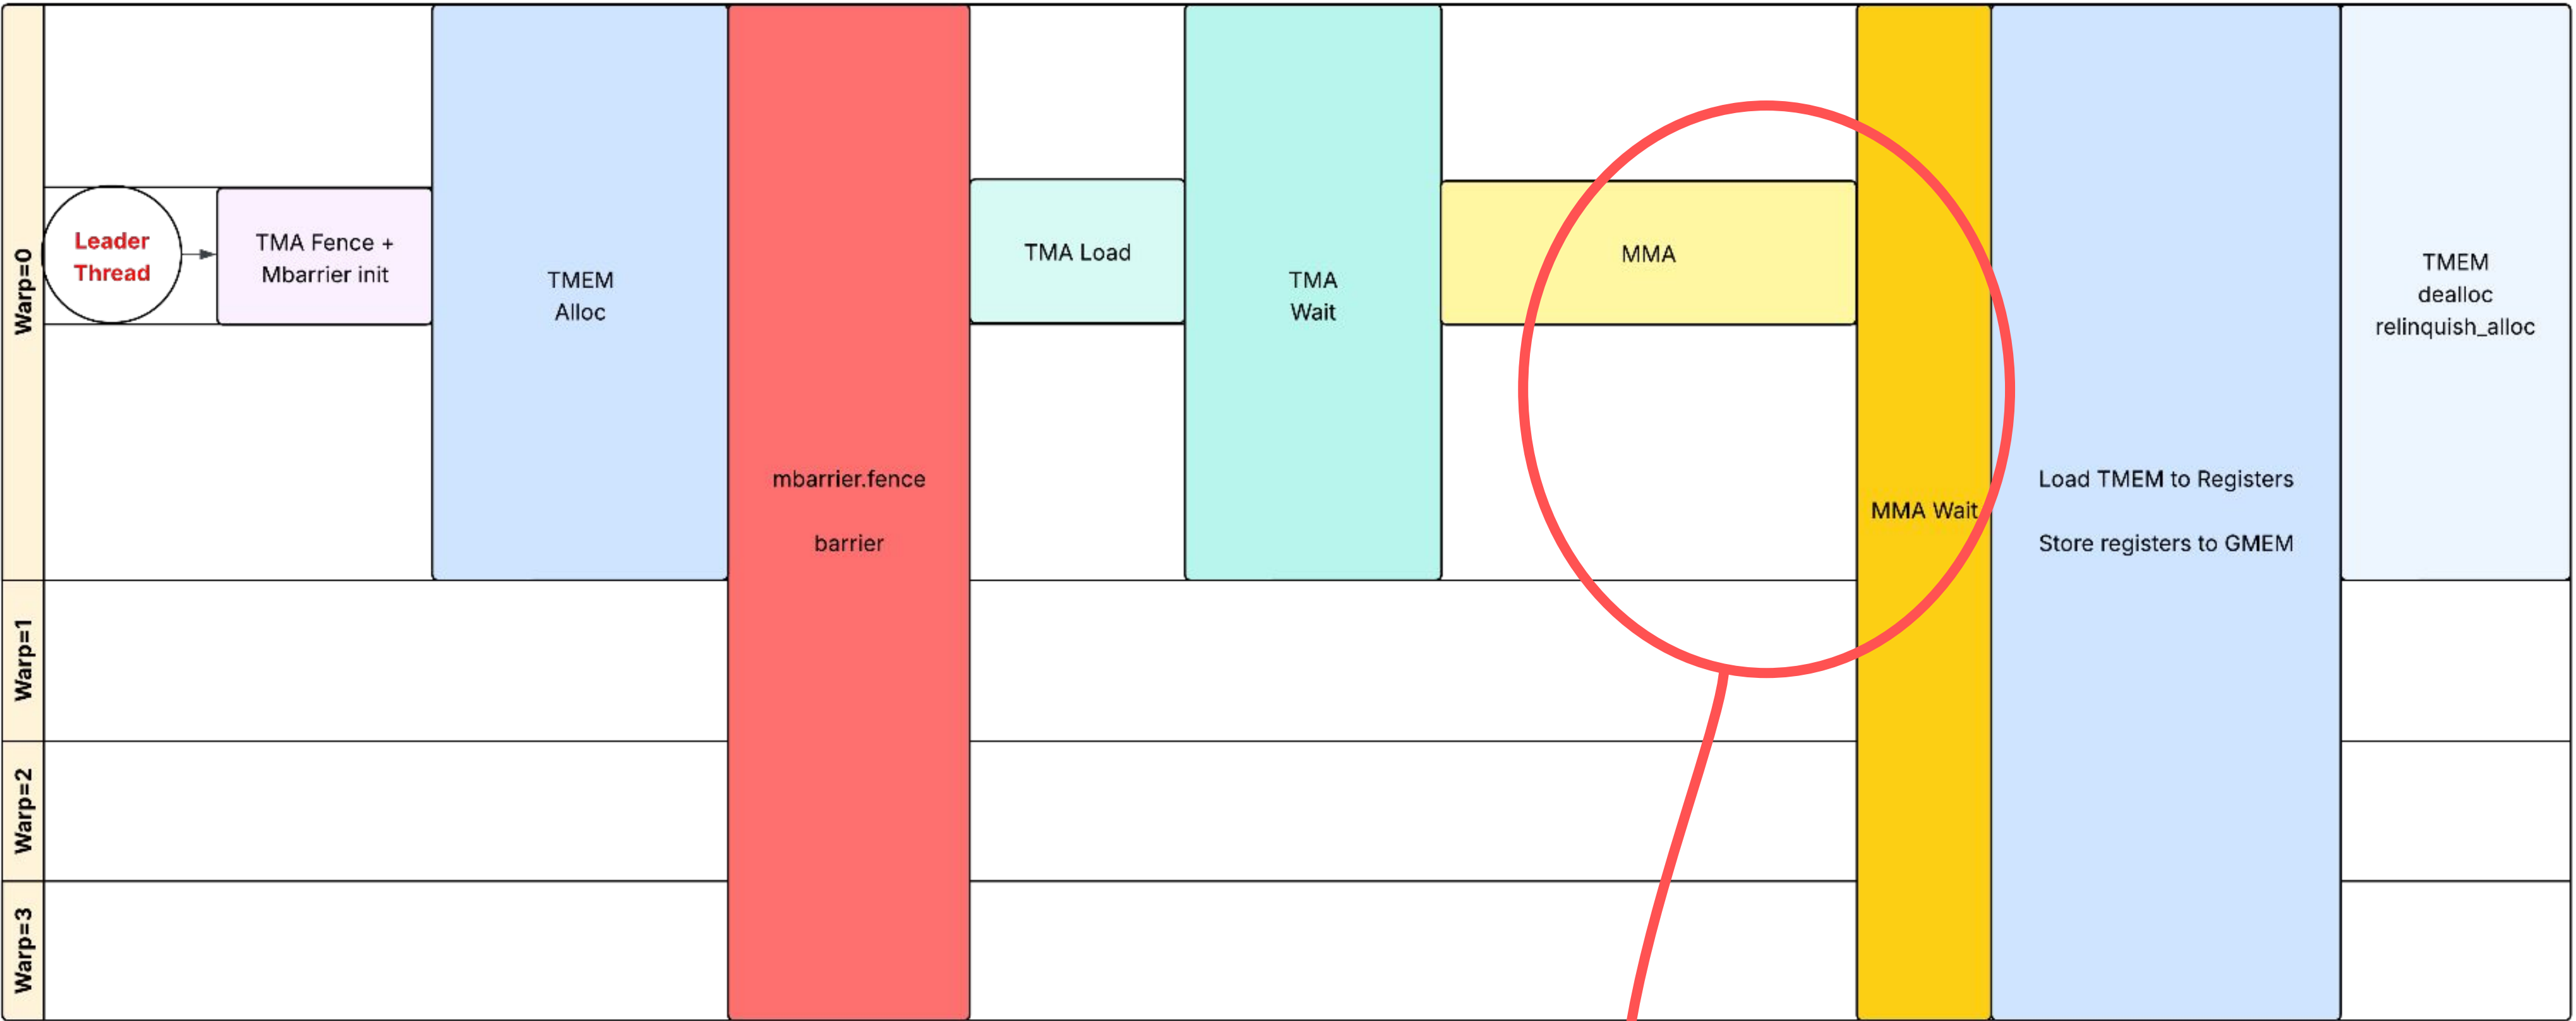 Warp=0
Leader
Thread
TMA Fence +
Mbarrier init
TMEM
Alloc
mbarrier.fence
barrier
TMA Load
TMA
Wait
MMA
MMA Wait
Load TMEM to Registers
Store registers to GMEM
TMEM
dealloc
relinquish_alloc
Warp=1
Warp=2
Warp=3